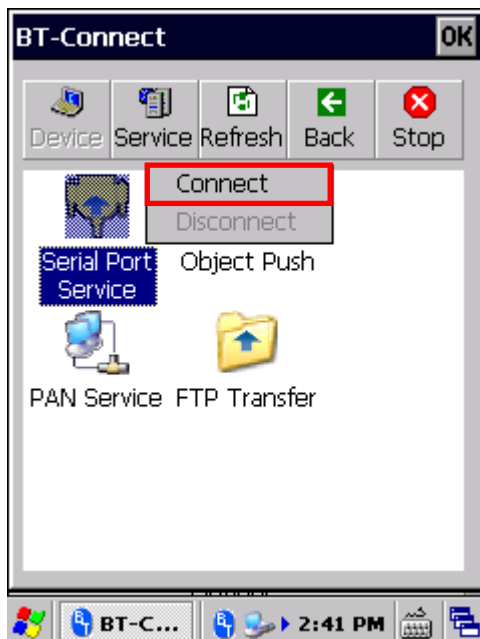 BT-Connect OK
Device Service Refresh Back Stop
Connect
Disconnect
Serial Port Service
Object Push
PAN Service
FTP Transfer
BT-C... 2:41 PM